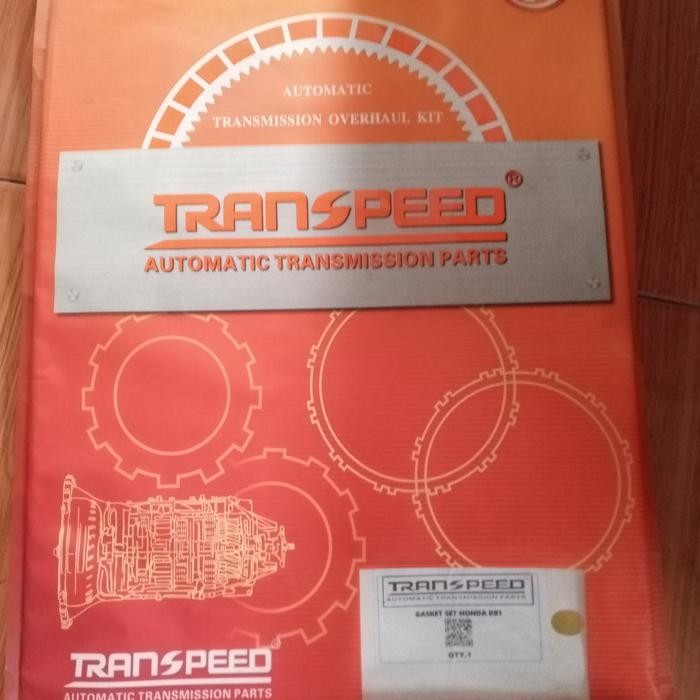 AUTOMATIC
TRANSMISSION OVERHAUL KIT
TRANSPEED®
AUTOMATIC TRANSMISSION PARTS
TRANSPEED
AUTOMATIC TRANSMISSION PARTS
GASKET SET HONDA RB1
QTY.1
TRANSPEED®
AUTOMATIC TRANSMISSION PARTS